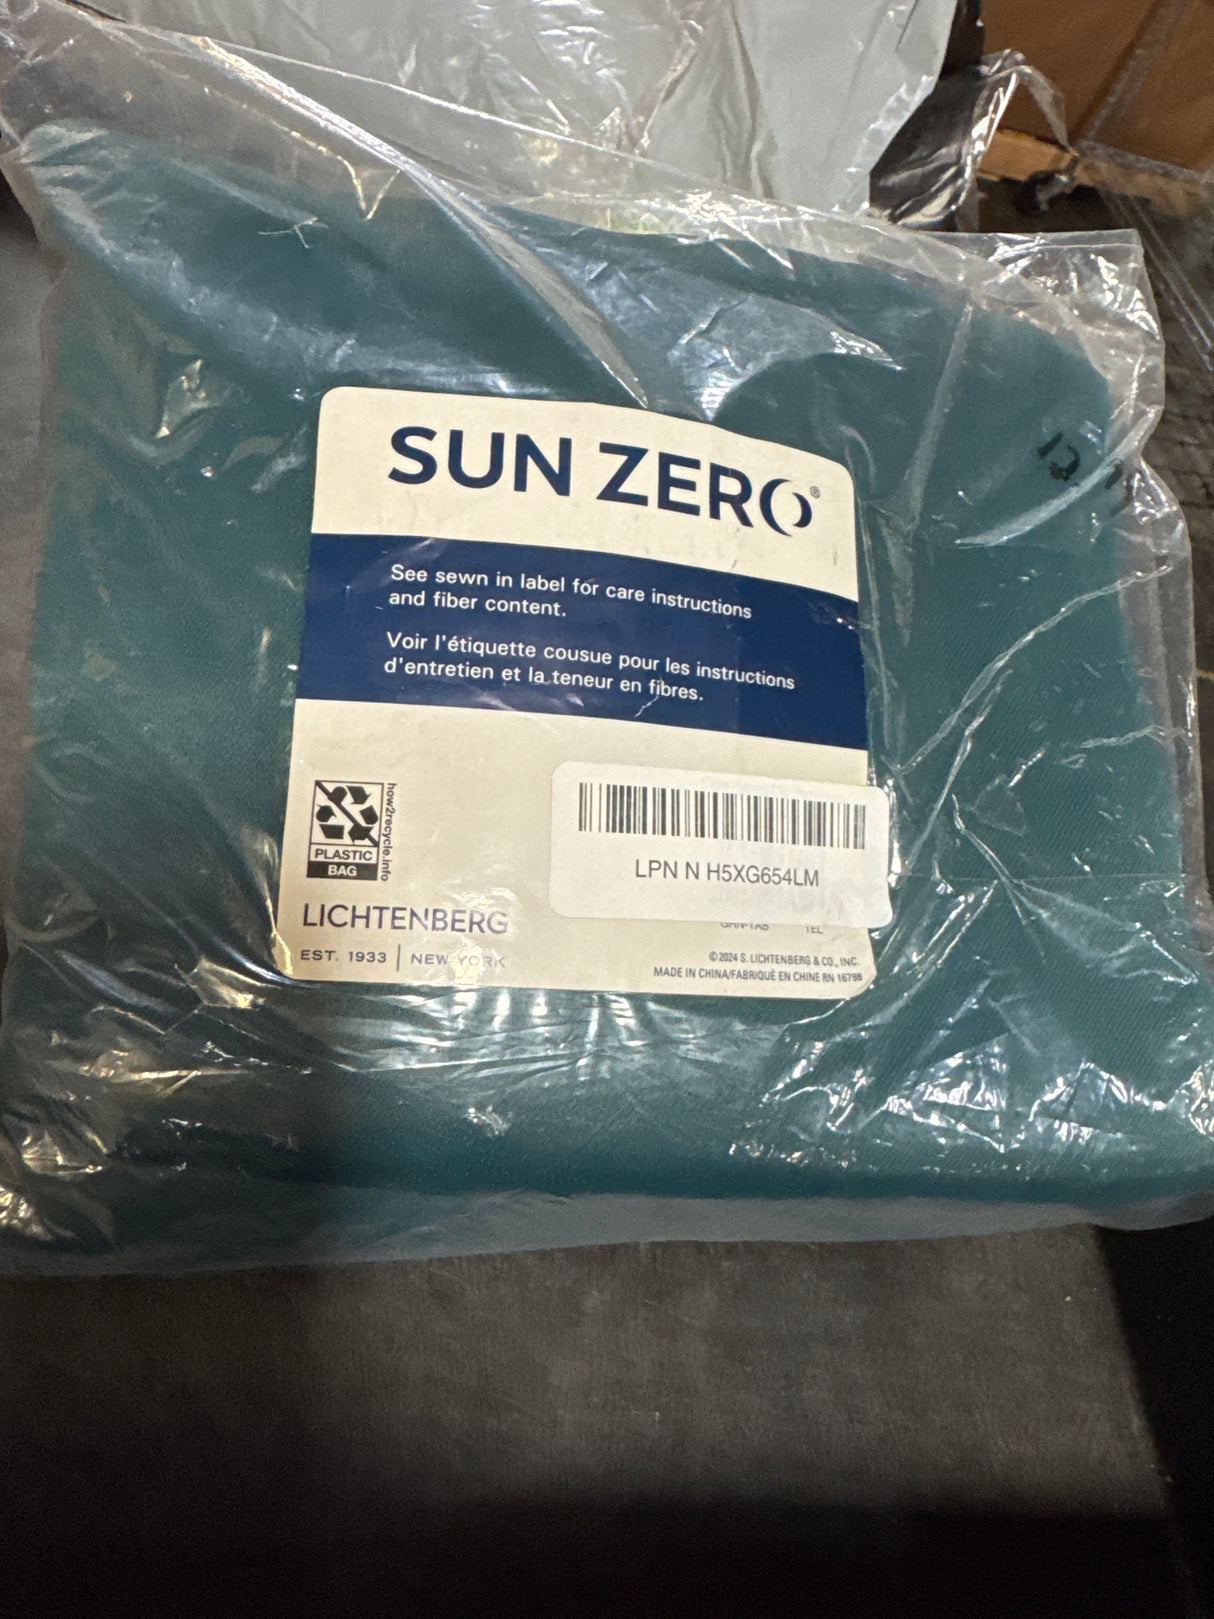 SUN ZERO®
See sewn in label for care instructions
and fiber content.
Voir l'étiquette cousue pour les instructions
d'entretien et la teneur en fibres.
how2recycle.info
PLASTIC
BAG
LPN N H5XG654LM
LICHTENBERG
EST. 1933 | NEW YORK
TEL
©2024 S. LICHTENBERG & CO., INC.
MADE IN CHINA/FABRIQUÉ EN CHINE RN 16798